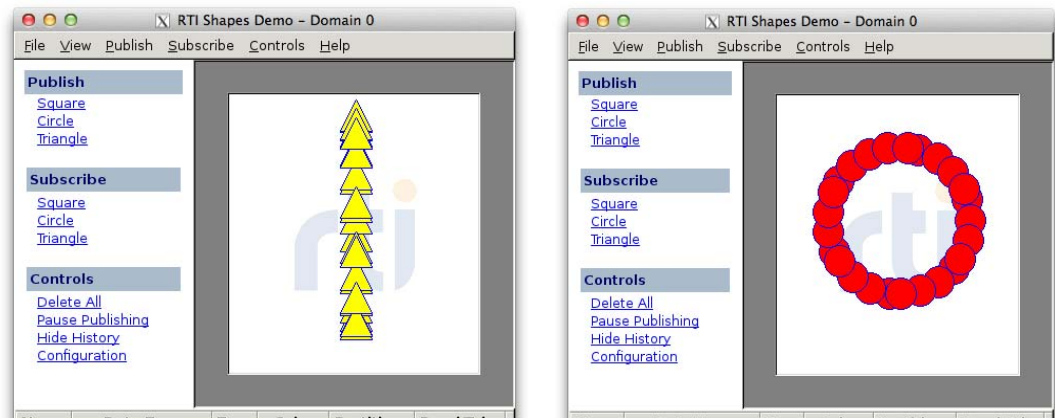 RTI Shapes Demo – Domain 0
File View Publish Subscribe Controls Help
Publish
Square
Circle
Triangle
Subscribe
Square
Circle
Triangle
Controls
Delete All
Pause Publishing
Hide History
Configuration
rti
RTI Shapes Demo – Domain 0
File View Publish Subscribe Controls Help
Publish
Square
Circle
Triangle
Subscribe
Square
Circle
Triangle
Controls
Delete All
Pause Publishing
Hide History
Configuration
rti